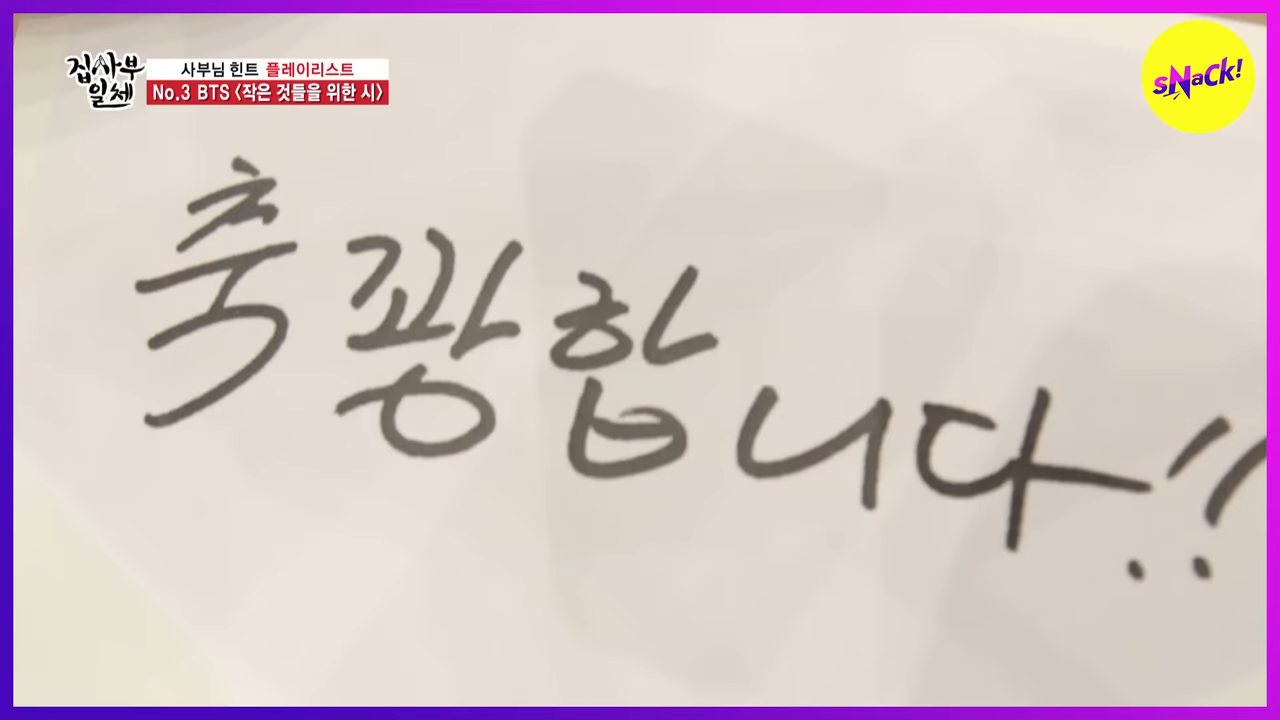 집사부일체
사부님 힌트 플레이리스트
No.3 BTS <작은 것들을 위한 시>
sNaCK!
축꽝합니다!!